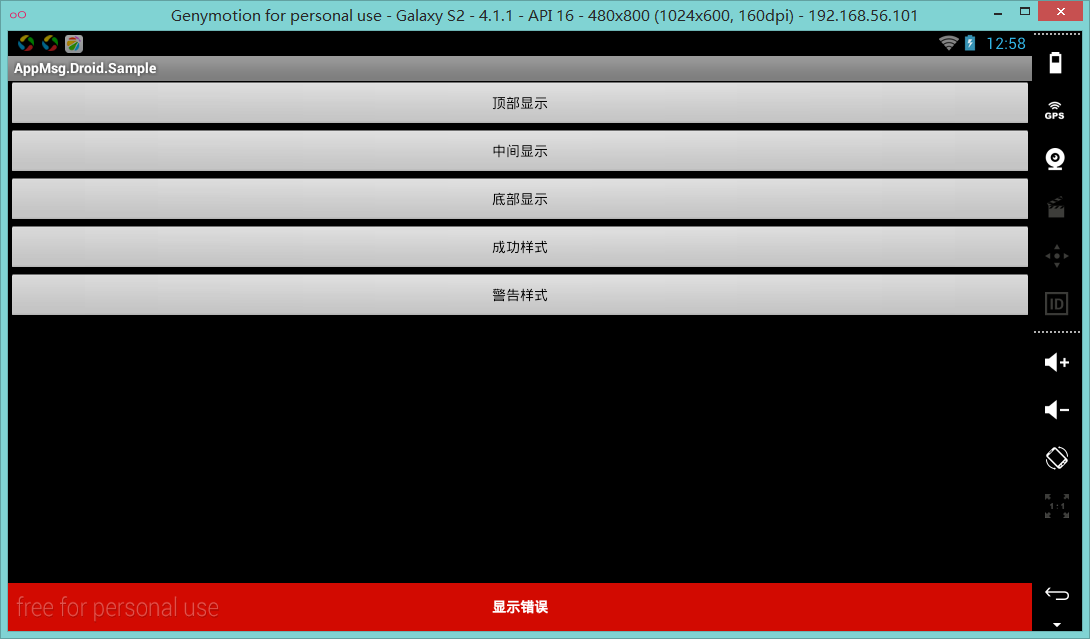 Genymotion for personal use - Galaxy S2 - 4.1.1 - API 16 - 480x800 (1024x600, 160dpi) - 192.168.56.101
12:58
AppMsg.Droid.Sample
GPS
顶部显示
中间显示
底部显示
成功样式
警告样式
ID
1:1
free for personal use
显示错误